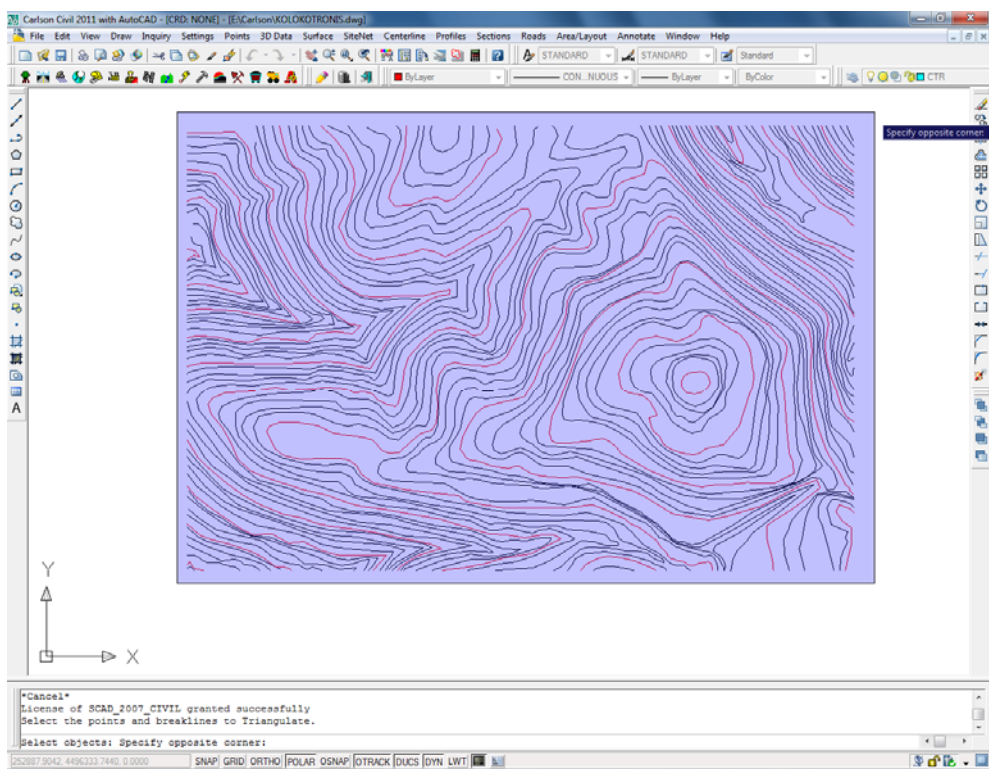 Carlson Civil 2011 with AutoCAD - [CRD: NONE] - [E:\Carlson\KOLOKOTRONIS.dwg]
File Edit View Draw Inquiry Settings Points 3D Data Surface SiteNet Centerline Profiles Sections Roads Area/Layout Annotate Window Help
STANDARD STANDARD Standard
ByLayer CON...NUOUS ByLayer ByColor CTR
Specify opposite corner:
A
Y
X
*Cancel*
License of SCAD_2007_CIVIL granted successfully
Select the points and breaklines to Triangulate.
Select objects: Specify opposite corner:
252887.9042, 4496333.7440, 0.0000 SNAP GRID ORTHO POLAR OSNAP OTRACK DUCS DYN LWT